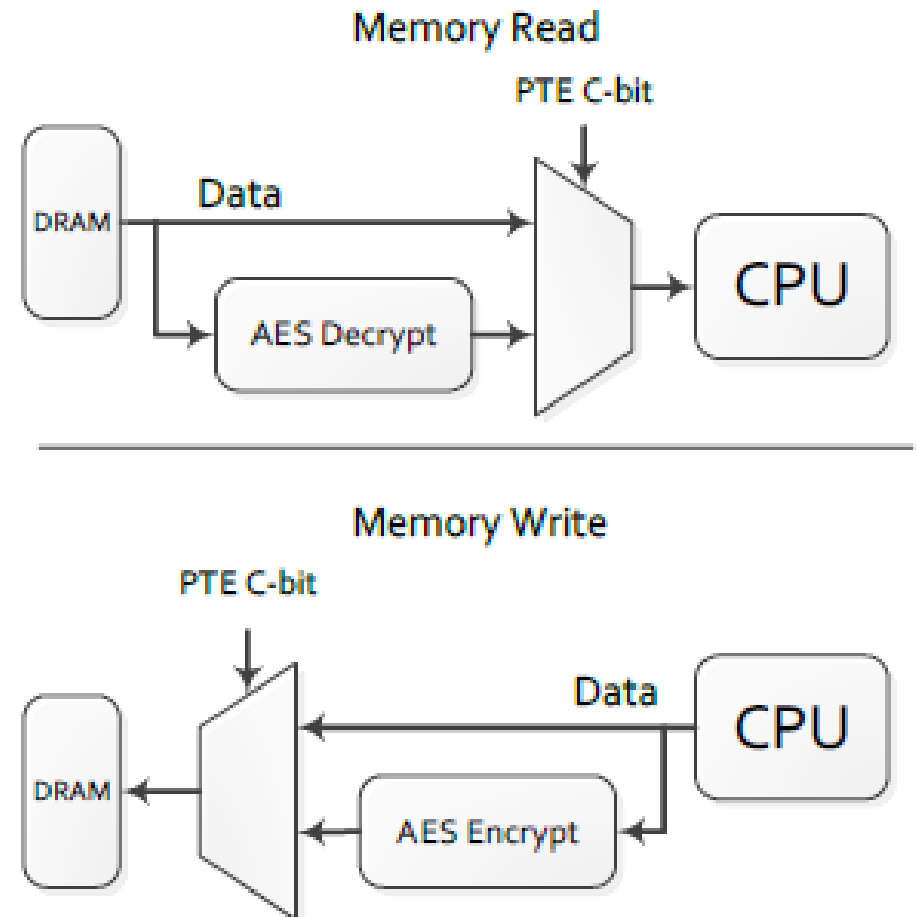 Memory Read
PTE C-bit
Data
DRAM
CPU
AES Decrypt
Memory Write
PTE C-bit
Data
CPU
DRAM
AES Encrypt